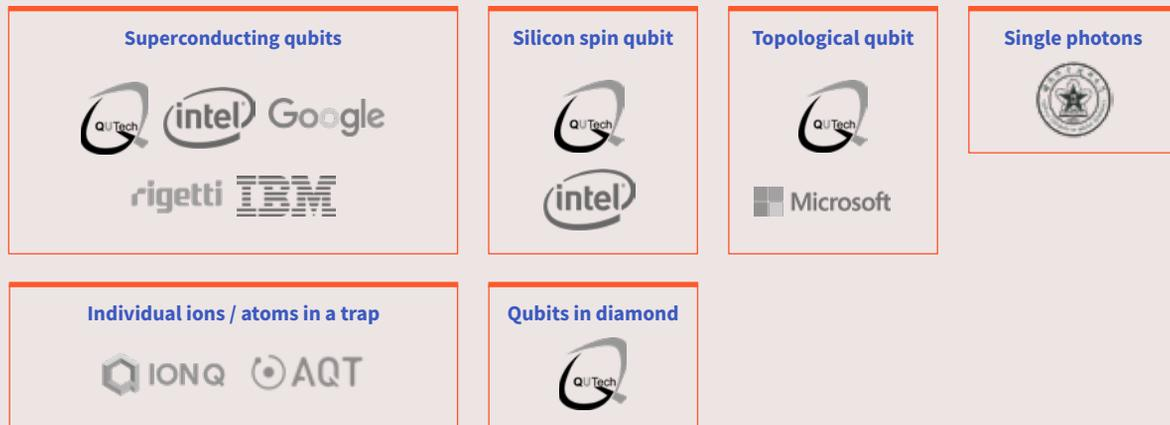 Superconducting qubits
QUTech intel Google
rigetti IBM
Silicon spin qubit
QUTech
intel
Topological qubit
QUTech
Microsoft
Single photons
Individual ions / atoms in a trap
IONQ AQT
Qubits in diamond
QUTech